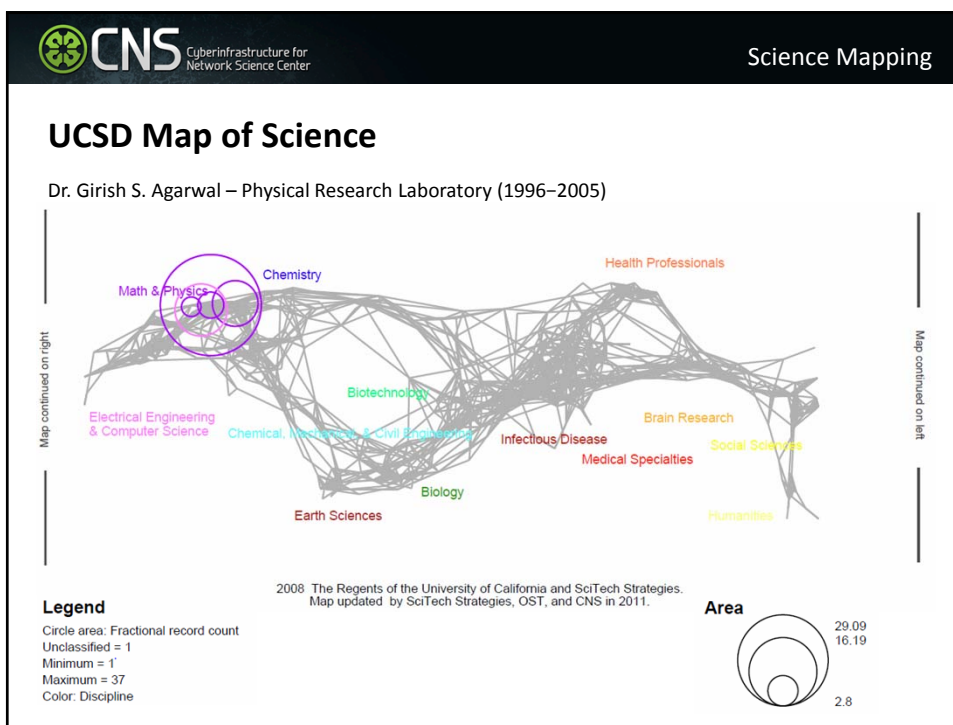 CNS Cyberinfrastructure for
Network Science Center
Science Mapping
UCSD Map of Science
Dr. Girish S. Agarwal – Physical Research Laboratory (1996–2005)
Health Professionals
Chemistry
Math & Physics
Map continued on right
Map continued on left
Biotechnology
Electrical Engineering
& Computer Science
Chemical, Mechanical, & Civil Engineering
Brain Research
Infectious Disease
Social Sciences
Medical Specialties
Biology
Earth Sciences
Humanities
2008 The Regents of the University of California and SciTech Strategies.
Map updated by SciTech Strategies, OST, and CNS in 2011.
Legend
Circle area: Fractional record count
Unclassified = 1
Minimum = 1
Maximum = 37
Color: Discipline
Area
29.09
16.19
2.8